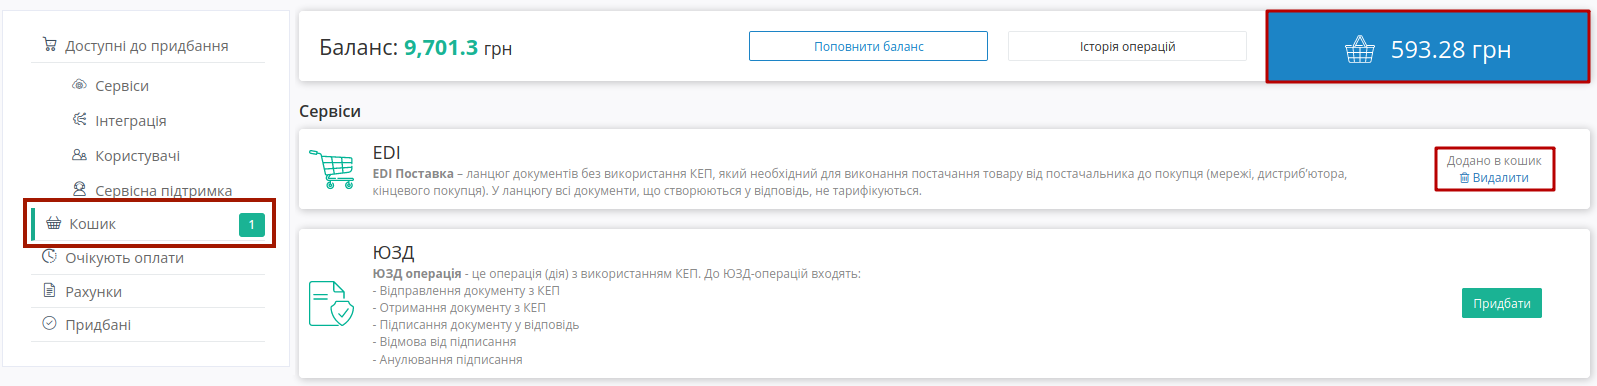 Доступні до придбання
Сервіси
Інтеграція
Користувачі
Сервісна підтримка
Кошик 1
Очікують оплати
Рахунки
Придбані
Баланс: 9,701.3 грн
Поповнити баланс
Історія операцій
593.28 грн
Сервіси
EDI
EDI Поставка – ланцюг документів без використання КЕП, який необхідний для виконання постачання товару від постачальника до покупця (мережі, дистриб’ютора,
кінцевого покупця). У ланцюгу всі документи, що створюються у відповідь, не тарифікуються.
Додано в кошик
Видалити
ЮЗД
ЮЗД операція - це операція (дія) з використанням КЕП. До ЮЗД-операцій входять:
- Відправлення документу з КЕП
- Отримання документу з КЕП
- Підписання документу у відповідь
- Відмова від підписання
- Анулювання підписання
Придбати